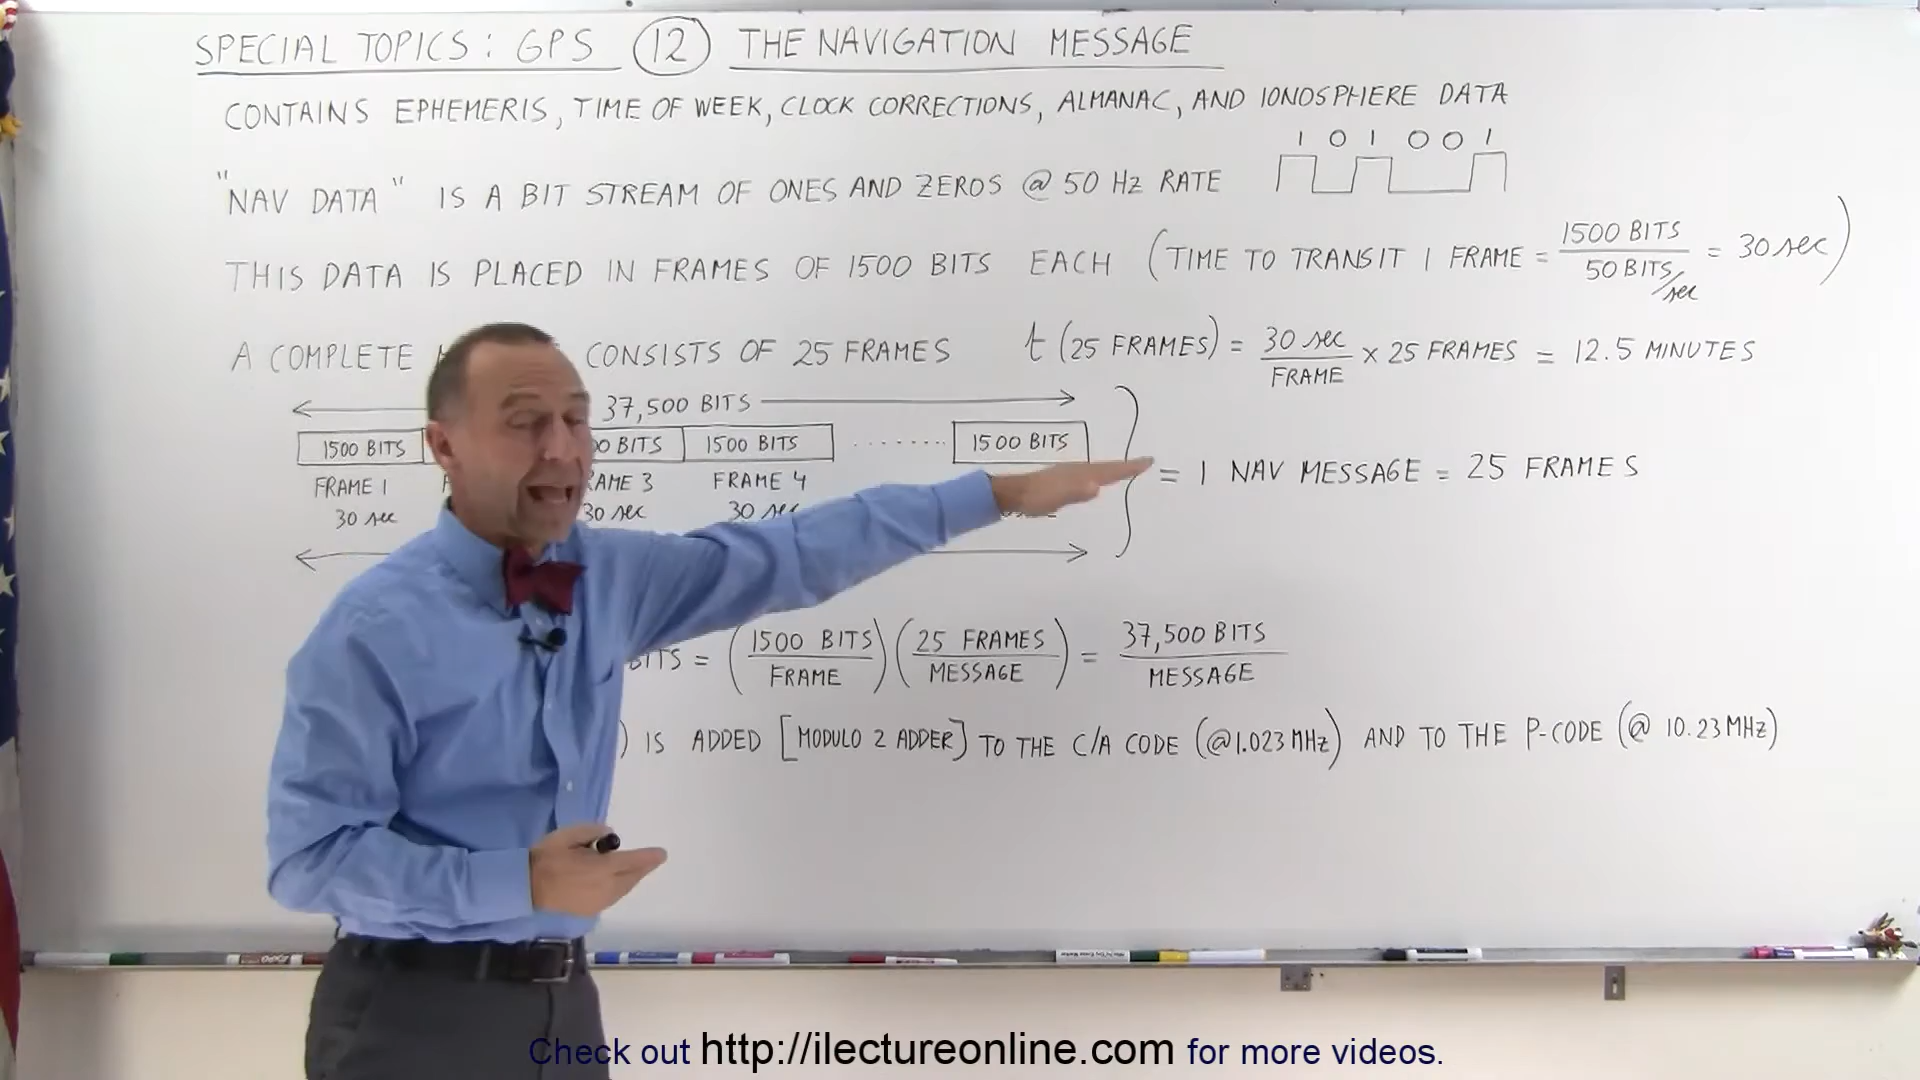 SPECIAL TOPICS: GPS 12 THE NAVIGATION MESSAGE
CONTAINS EPHEMERIS, TIME OF WEEK, CLOCK CORRECTIONS, ALMANAC, AND IONOSPHERE DATA
1 0 1 0 0 1
"NAV DATA" IS A BIT STREAM OF ONES AND ZEROS @ 50 Hz RATE
THIS DATA IS PLACED IN FRAMES OF 1500 BITS EACH (TIME TO TRANSIT 1 FRAME = 1500 BITS / 50 BITS/sec = 30 sec)
A COMPLETE CONSISTS OF 25 FRAMES t (25 FRAMES) = 30 sec / FRAME x 25 FRAMES = 12.5 MINUTES
37,500 BITS
1500 BITS BITS 1500 BITS ........ 1500 BITS
= 1 NAV MESSAGE = 25 FRAMES
FRAME 1 3 FRAME 4
30 sec 30 sec 30 sec
BITS = (1500 BITS / FRAME) (25 FRAMES / MESSAGE) = 37,500 BITS / MESSAGE
) IS ADDED [MODULO 2 ADDER] TO THE C/A CODE (@1.023 MHz) AND TO THE P-CODE (@ 10.23 MHz)
Check out http://ilectureonline.com for more videos.